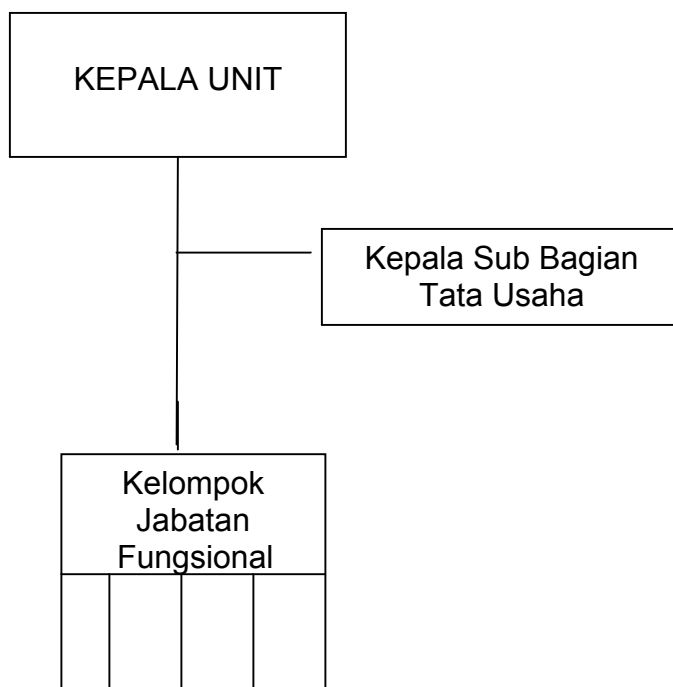 KEPALA UNIT
Kepala Sub Bagian
Tata Usaha
Kelompok
Jabatan
Fungsional